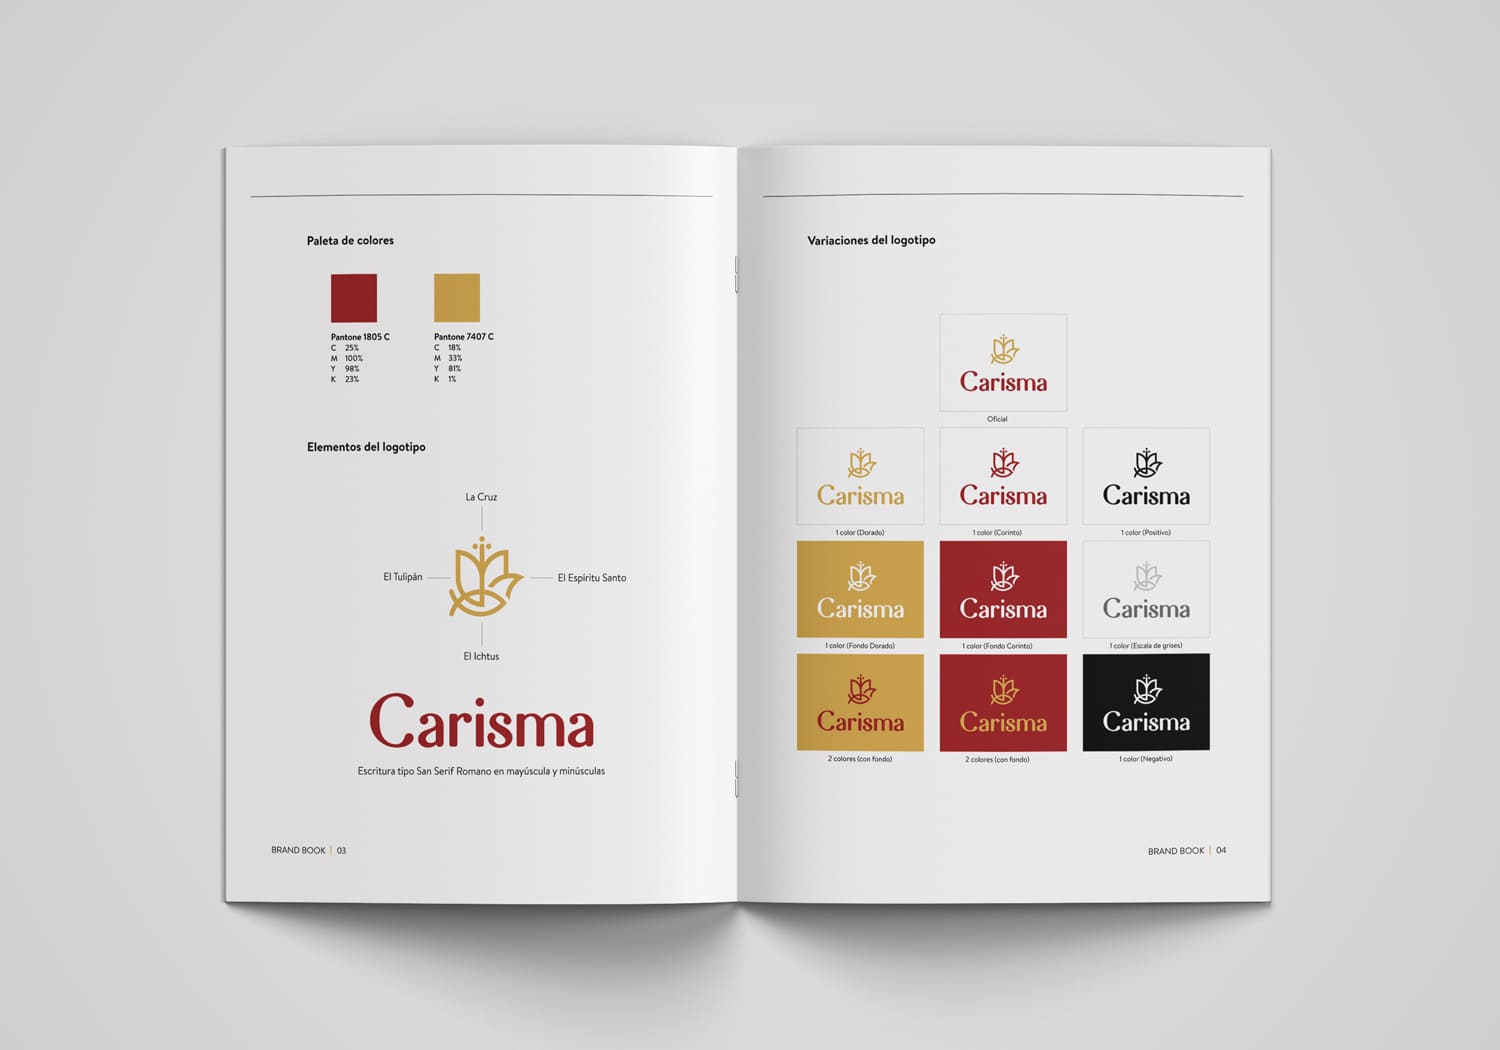 Paleta de colores
Pantone 1805 C
C 25%
M 100%
Y 98%
K 23%
Pantone 7407 C
C 18%
M 33%
Y 81%
K 1%
Elementos del logotipo
La Cruz
El Tulipán
El Espíritu Santo
El Ichtus
Carisma
Escritura tipo San Serif Romano en mayúscula y minúsculas
BRAND BOOK | 03
Variaciones del logotipo
Carisma
Oficial
Carisma
1 color (Dorado)
Carisma
1 color (Corinto)
Carisma
1 color (Positivo)
Carisma
1 color (Fondo Dorado)
Carisma
1 color (Fondo Corinto)
Carisma
1 color (Escala de grises)
Carisma
2 colores (con fondo)
Carisma
2 colores (con fondo)
Carisma
1 color (Negativo)
BRAND BOOK | 04